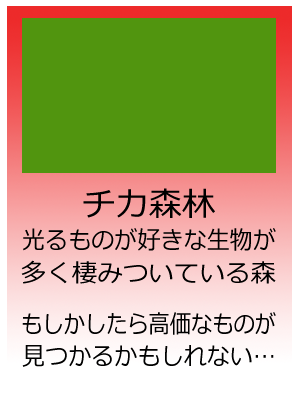 チカ森林
光るものが好きな生物が
多く棲みついている森
もしかしたら高価なものが
見つかるかもしれない…